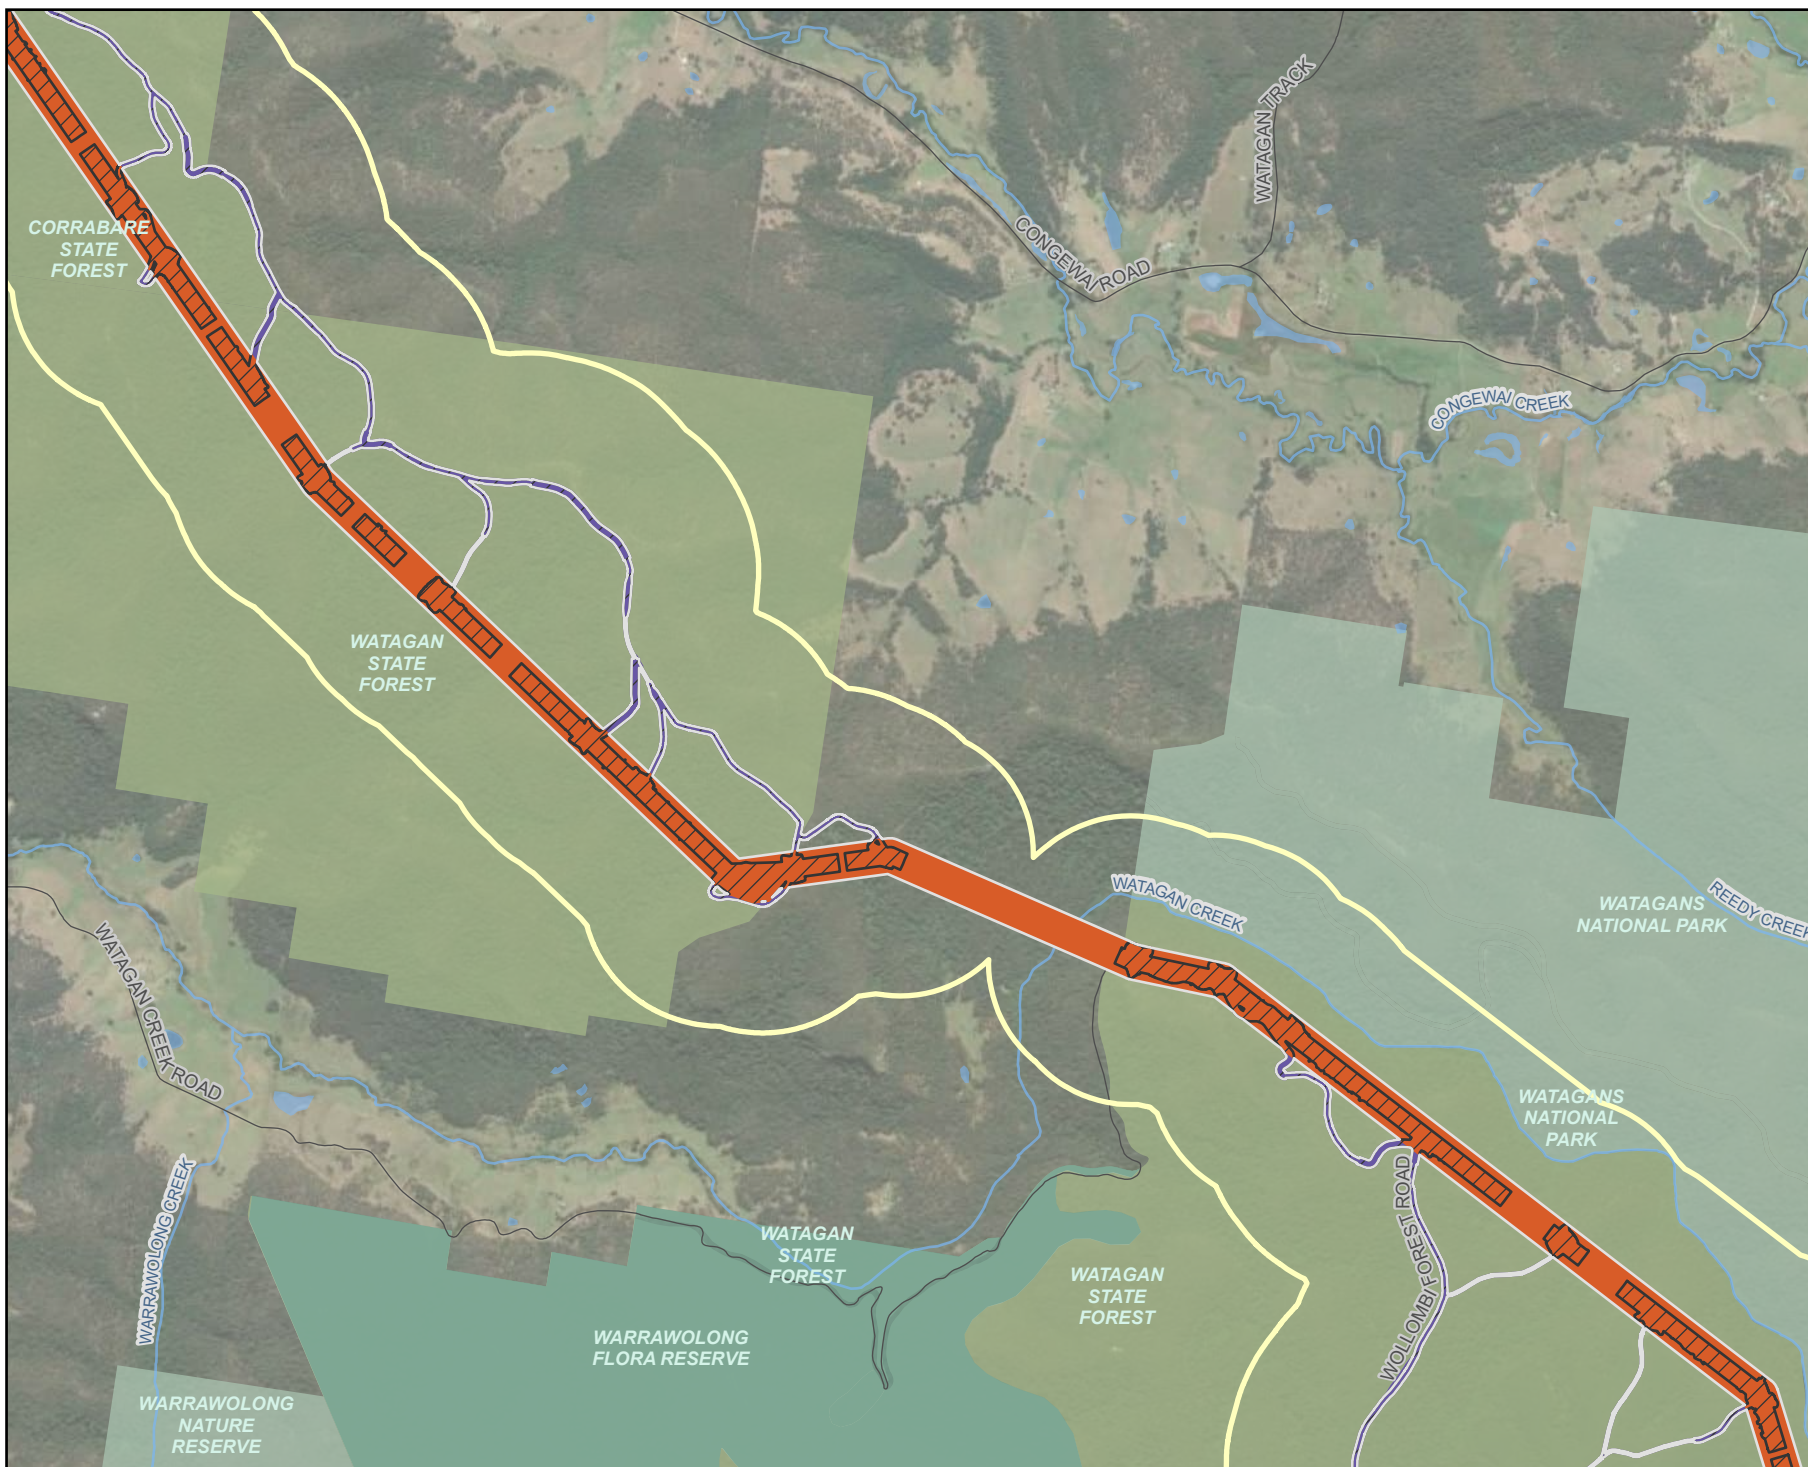 WATAGAN TRACK
CORRABARE
STATE
FOREST
CONGEWAI ROAD
CONGEWAI CREEK
WATAGAN
STATE
FOREST
WATAGAN CREEK
WATAGANS
NATIONAL PARK
REEDY CREEK
WATAGAN CREEK ROAD
WATAGANS
NATIONAL
PARK
WARRAWOLONG CREEK
WOLLOMBI FOREST ROAD
WATAGAN
STATE
FOREST
WATAGAN
STATE
FOREST
WARRAWOLONG
FLORA RESERVE
WARRAWOLONG
NATURE
RESERVE